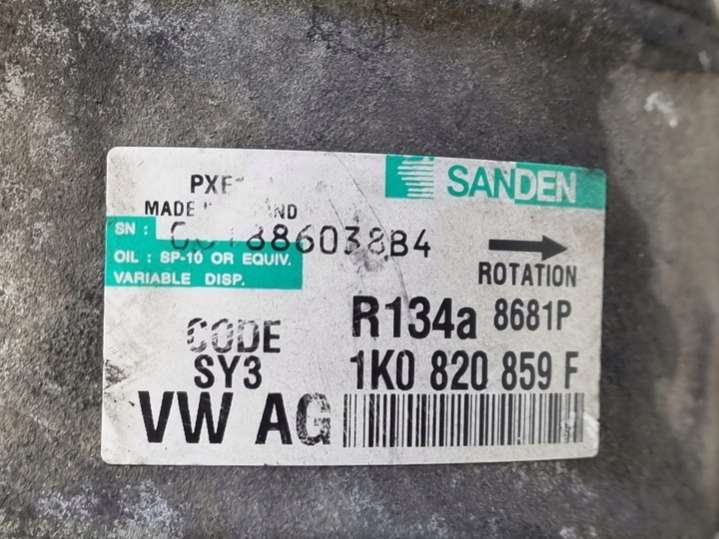 SANDEN
MADE
SN :
OIL : SP-10 OR EQUIV.
VARIABLE DISP.
ROTATION
R134a 8681P
CODE
SY3
1K0 820 859 F
VW AG